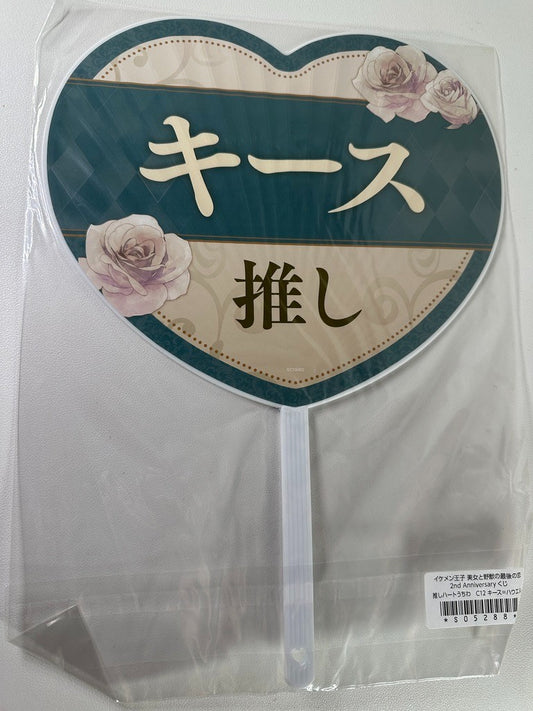 キース
推し
イケメン王子 美女と野獣の最後の恋
2nd Anniversary くじ
推しハートうちわ C12 キース=ハウエル
*S05288*